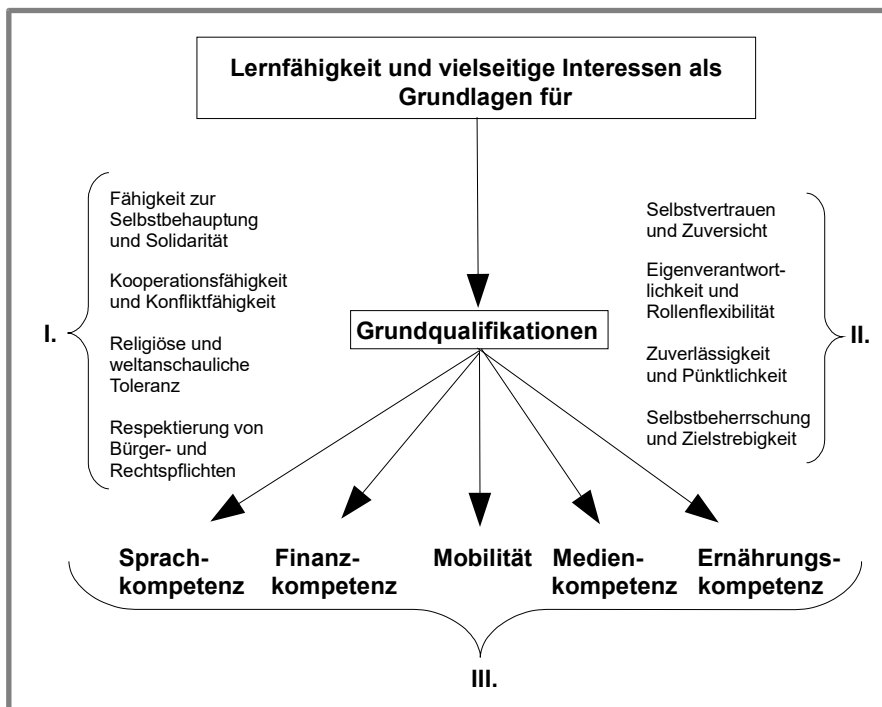 Lernfähigkeit und vielseitige Interessen als
Grundlagen für
I.
Fähigkeit zur
Selbstbehauptung
und Solidarität
Kooperationsfähigkeit
und Konfliktfähigkeit
Religiöse und
weltanschauliche
Toleranz
Respektierung von
Bürger- und
Rechtspflichten
Grundqualifikationen
Selbstvertrauen
und Zuversicht
Eigenverantwort-
lichkeit und
Rollenflexibilität
Zuverlässigkeit
und Pünktlichkeit
Selbstbeherrschung
und Zielstrebigkeit
II.
Sprach-
kompetenz
Finanz-
kompetenz
Mobilität
Medien-
kompetenz
Ernährungs-
kompetenz
III.